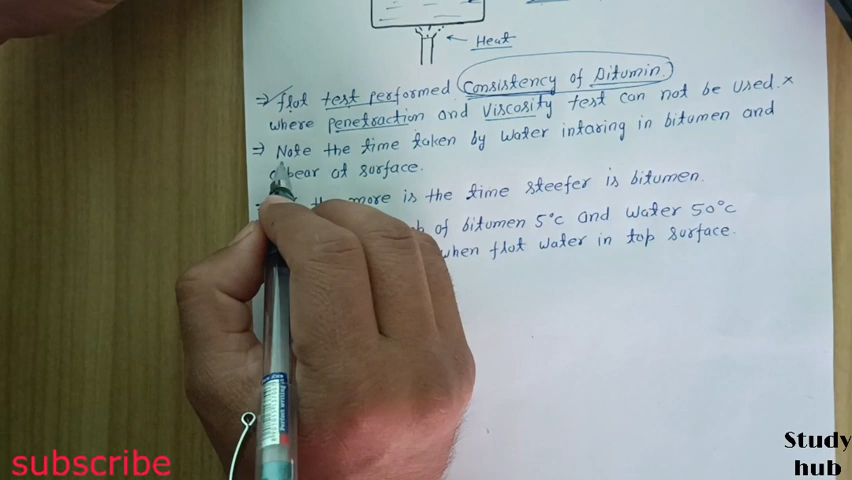 Heat
=> flot test performed Consistency of Bitumin.
where penetraction and Viscosity test can not be used.x
=> Note the time taken by water intaring in bitumen and
at surface.
more is the time steefer is bitumen.
of bitumen 5°c and water 50°c
when flot water in top surface.
Perfect writing
subscribe
Study
hub